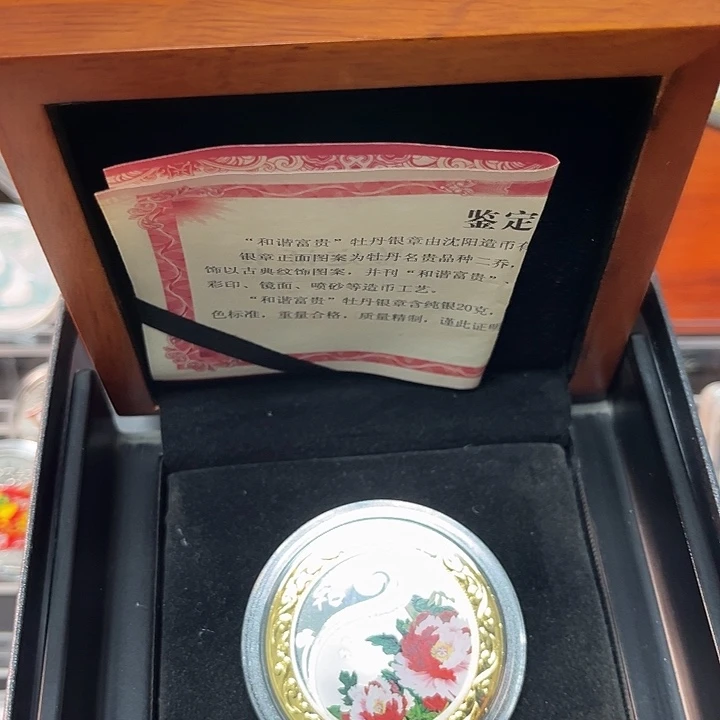 鉴定
“和谐富贵”牡丹银章由沈阳造币
银章正面图案为牡丹名贵品种二乔，
饰以古典纹饰图案，并刊“和谐富贵”、
彩印、镜面、喷砂等造币工艺。
“和谐富贵”牡丹银章含纯银20克，
色标准，重量合格，质量精制，谨此证明